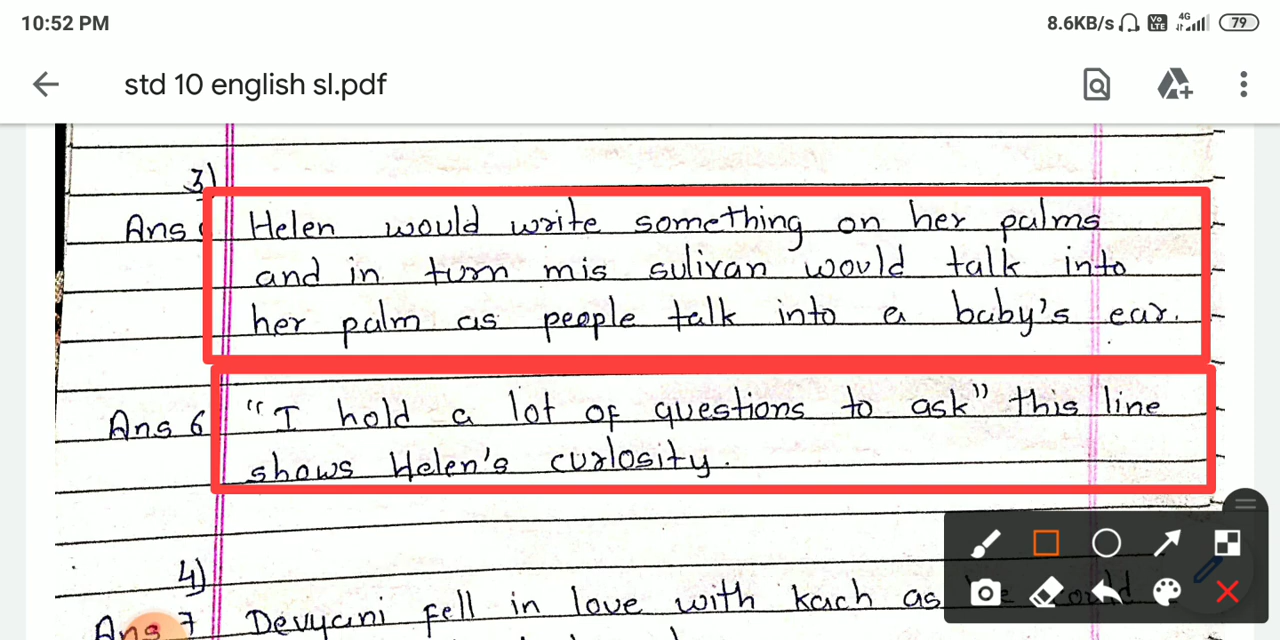 10:52 PM 8.6KB/s Vo LTE 4G 79
std 10 english sl.pdf
3)
Ans Helen would write something on her palms
and in turn mis sulivan would talk into
her palm as people talk into a baby's ear.
Ans 6 "I hold a lot of questions to ask" this line
shows Helen's curiosity.
4)
Ans 7 Devyani fell in love with kach as